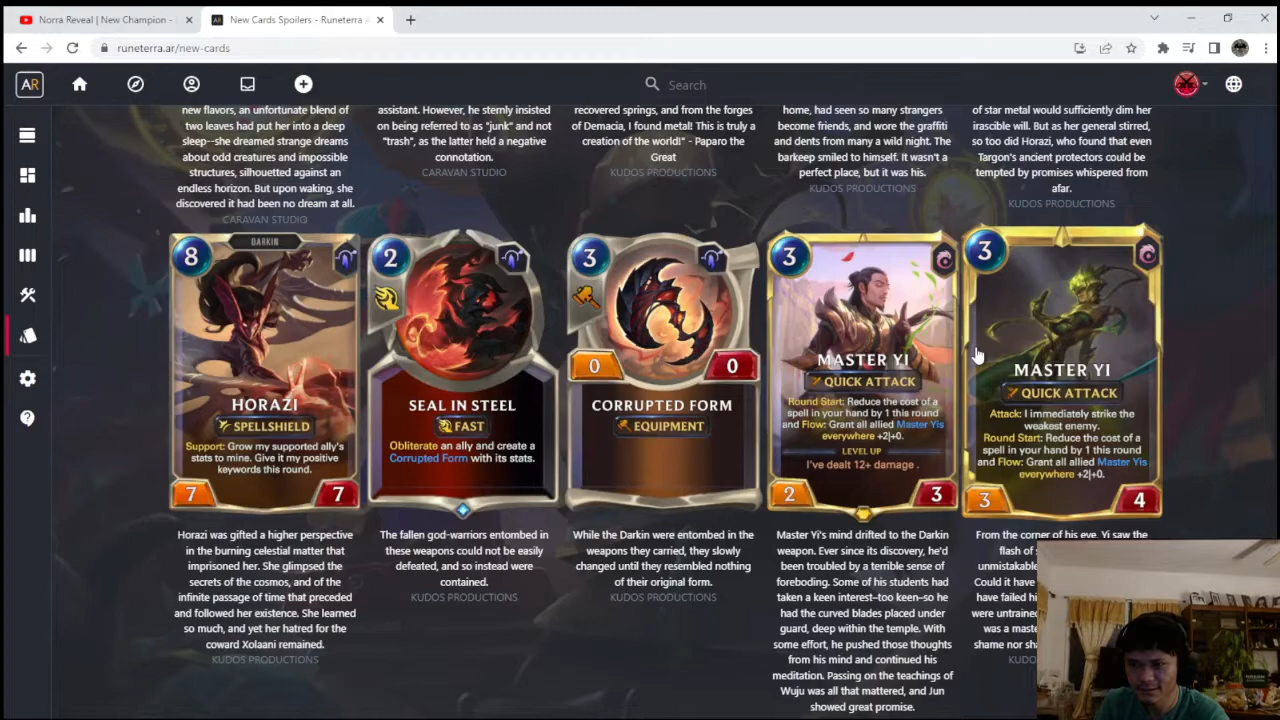 Norra Reveal | New Champion -
New Cards Spoilers - Runeterra A
runeterra.ar/new-cards
AR
Search
new flavors, an unfortunate blend of
two leaves had put her into a deep
sleep--she dreamed strange dreams
about odd creatures and impossible
structures, silhouetted against an
endless horizon. But upon waking, she
discovered it had been no dream at all.
CARAVAN STUDIO
assistant. However, he sternly insisted
on being referred to as "junk" and not
"trash", as the latter held a negative
connotation.
CARAVAN STUDIO
recovered springs, and from the forges
of Demacia, I found metal! This is truly a
creation of the world!" - Paparo the
Great
KUDOS PRODUCTIONS
home, had seen so many strangers
become friends, and wore the graffiti
and dents from many a wild night. The
barkeep smiled to himself. It wasn't a
perfect place, but it was his.
KUDOS PRODUCTIONS
of star metal would sufficiently dim her
irascible will. But as her general stirred,
so too did Horazi, who found that even
Targon's ancient protectors could be
tempted by promises whispered from
afar.
KUDOS PRODUCTIONS
8
DARKIN
HORAZI
SPELLSHIELD
Support: Grow my supported ally's
stats to mine. Give it my positive
keywords this round.
7
7
2
SEAL IN STEEL
FAST
Obliterate an ally and create a
Corrupted Form with its stats.
3
0
0
CORRUPTED FORM
EQUIPMENT
3
MASTER YI
QUICK ATTACK
Round Start: Reduce the cost of a
spell in your hand by 1 this round
and Flow: Grant all allied Master Yis
everywhere +2|+0.
LEVEL UP
I've dealt 12+ damage .
2
3
3
MASTER YI
QUICK ATTACK
Attack: I immediately strike the
weakest enemy.
Round Start: Reduce the cost of a
spell in your hand by 1 this round
and Flow: Grant all allied Master Yis
everywhere +2|+0.
3
4
Horazi was gifted a higher perspective
in the burning celestial matter that
imprisoned her. She glimpsed the
secrets of the cosmos, and of the
infinite passage of time that preceded
and followed her existence. She learned
so much, and yet her hatred for the
coward Xolaani remained.
KUDOS PRODUCTIONS
The fallen god-warriors entombed in
these weapons could not be easily
defeated, and so instead were
contained.
KUDOS PRODUCTIONS
While the Darkin were entombed in the
weapons they carried, they slowly
changed until they resembled nothing
of their original form.
KUDOS PRODUCTIONS
Master Yi's mind drifted to the Darkin
weapon. Ever since its discovery, he'd
been troubled by a terrible sense of
foreboding. Some of his students had
taken a keen interest–too keen–so he
had the curved blades placed under
guard, deep within the temple. With
some effort, he pushed those thoughts
from his mind and continued his
meditation. Passing on the teachings of
Wuju was all that mattered, and Jun
showed great promise.
From the corner of his eye, Yi saw the
flash of
unmistakable
Could it have
have failed his
were untrained
was a master
shame nor sha
KUDO